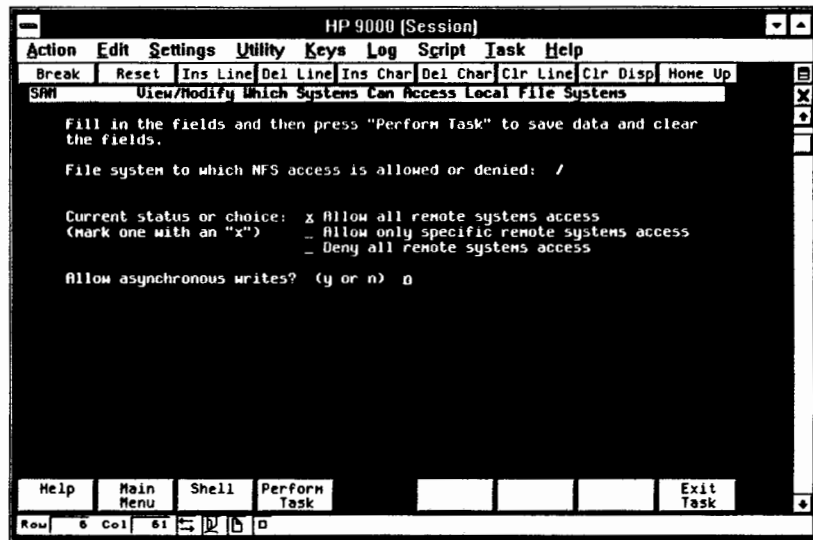 HP 9000 (Session)
Action Edit Settings Utility Keys Log Script Task Help
Break Reset Ins Line Del Line Ins Char Del Char Clr Line Clr Disp Home Up
SAM View/Modify Which Systems Can Access Local File Systems
Fill in the fields and then press "Perform Task" to save data and clear
the fields.
File system to which NFS access is allowed or denied: /
Current status or choice: x Allow all remote systems access
(mark one with an "x") _ Allow only specific remote systems access
_ Deny all remote systems access
Allow asynchronous writes? (y or n) n
Help Main Menu Shell Perform Task Exit Task
Row 6 Col 61